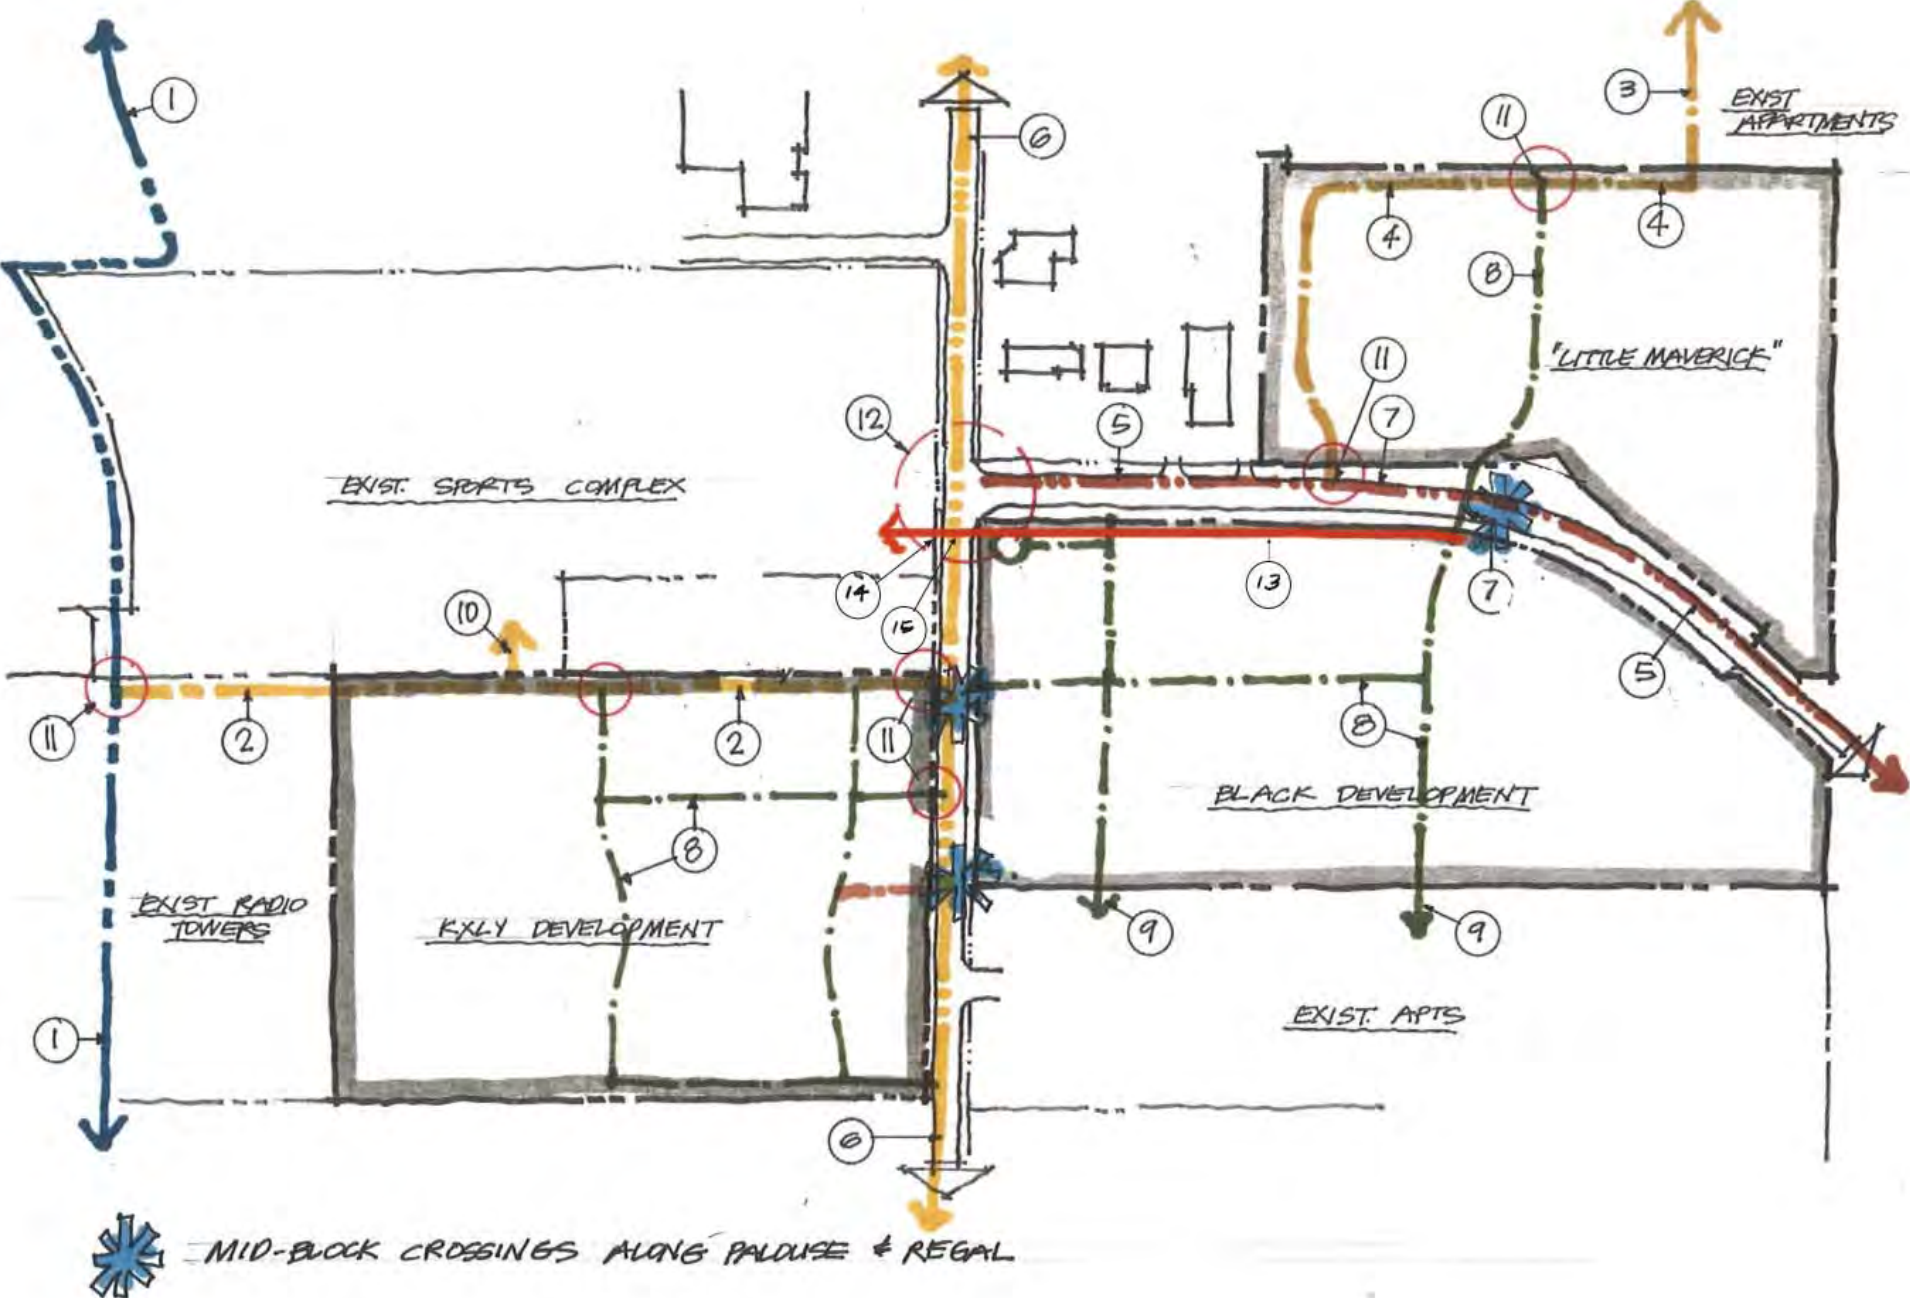 1
6
3
EXIST
APARTMENTS
11
4
4
8
"LITTLE MAVERICK"
11
12
5
7
EXIST. SPORTS COMPLEX
14
15
13
7
10
5
11
2
2
11
8
8
BLACK DEVELOPMENT
EXIST RADIO
TOWERS
KXLY DEVELOPMENT
9
9
EXIST. APTS
1
6
MID-BLOCK CROSSINGS ALONG PALOUSE & REGAL